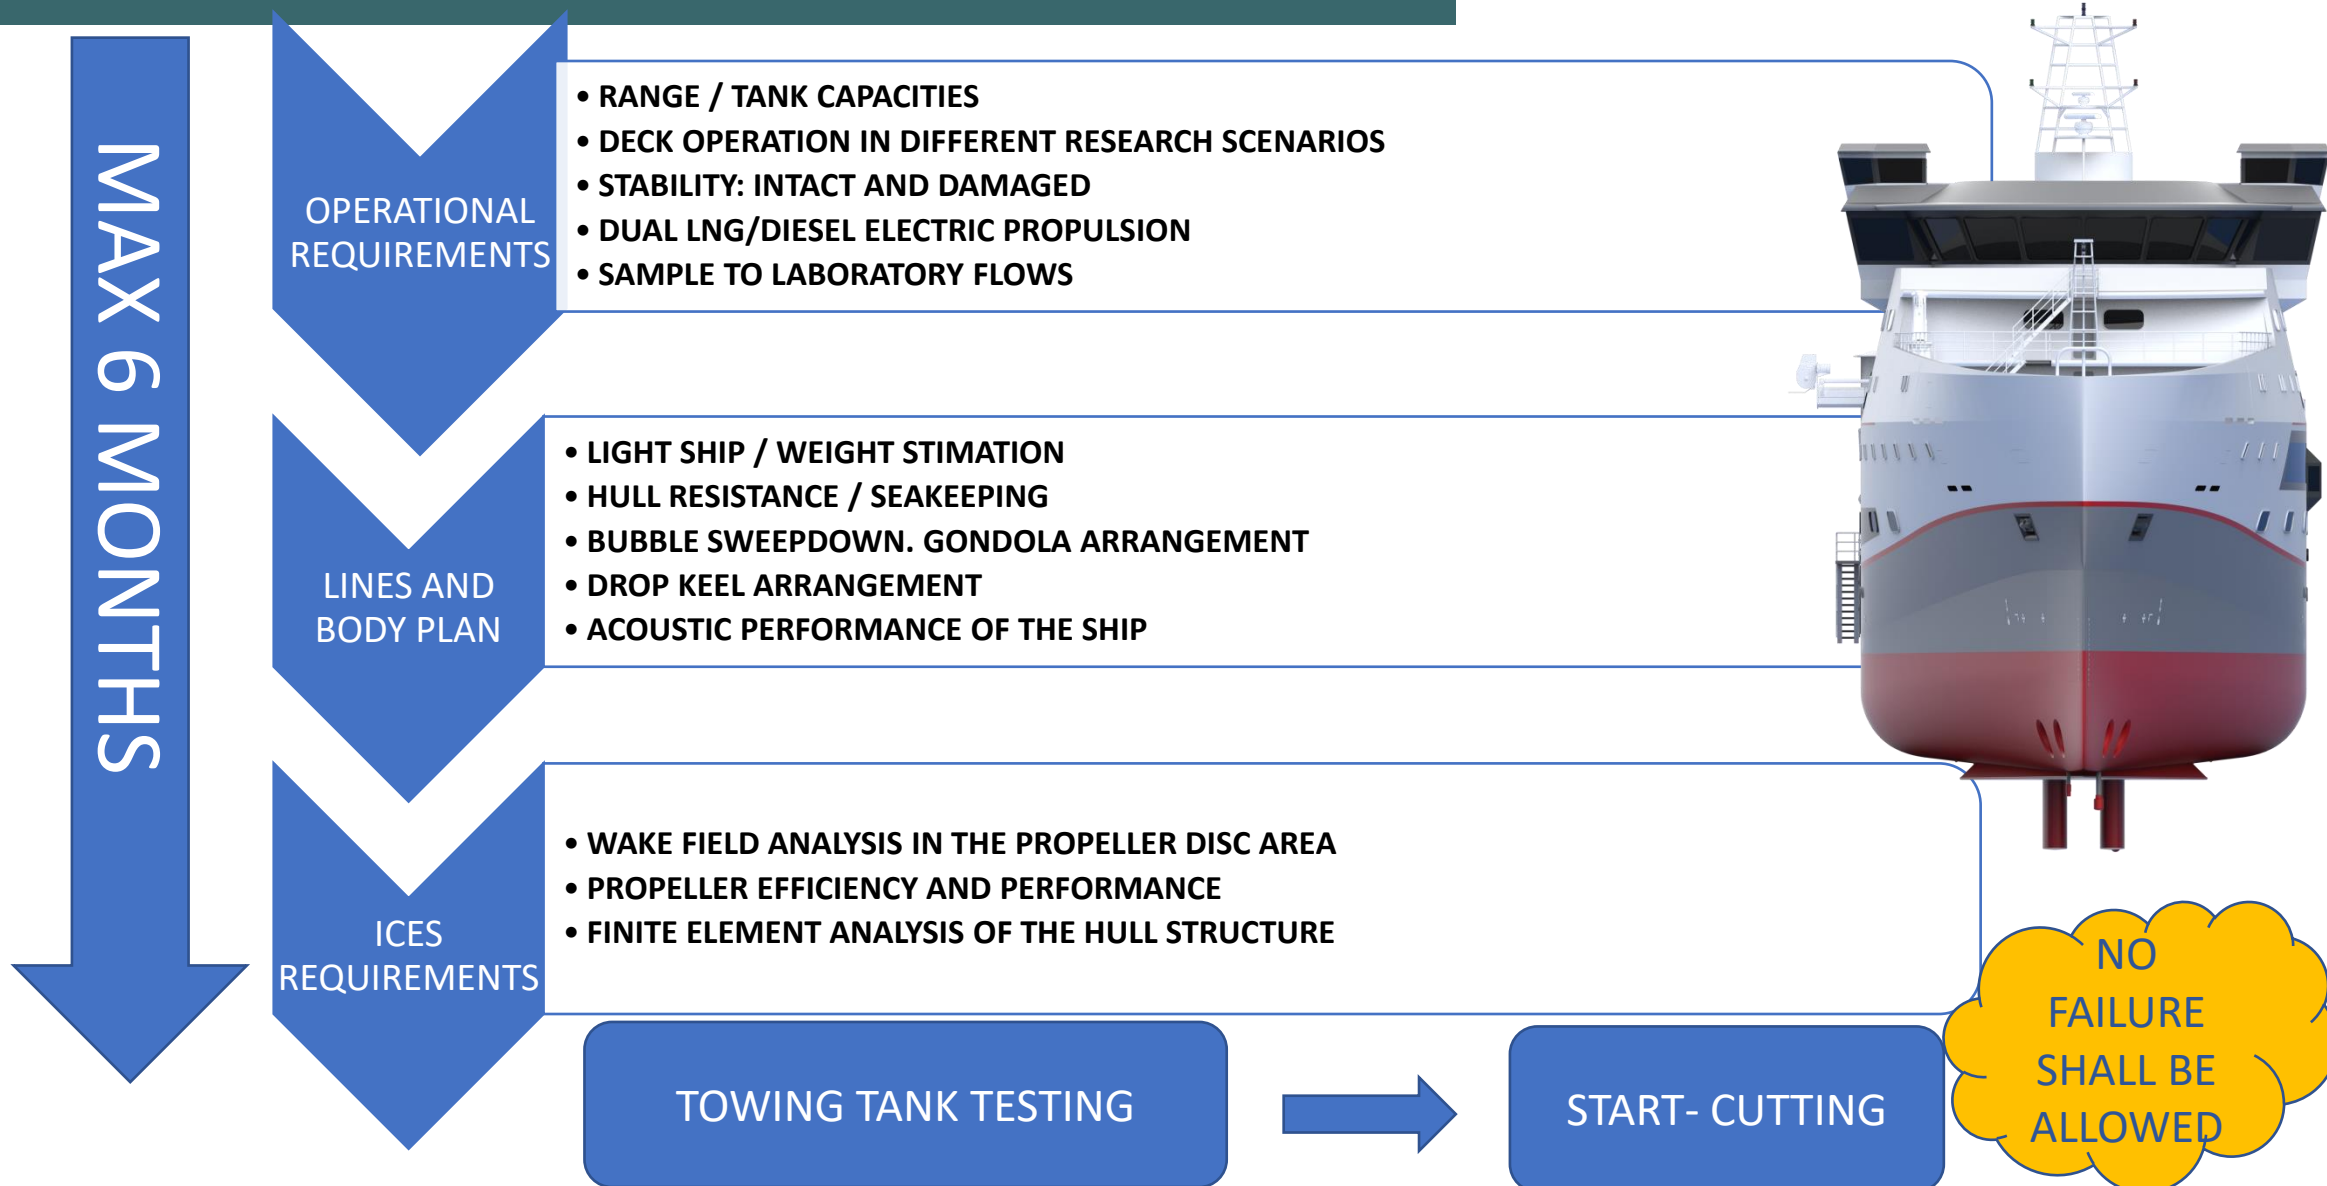 MAX 6 MONTHS
OPERATIONAL
REQUIREMENTS
• RANGE / TANK CAPACITIES
• DECK OPERATION IN DIFFERENT RESEARCH SCENARIOS
• STABILITY: INTACT AND DAMAGED
• DUAL LNG/DIESEL ELECTRIC PROPULSION
• SAMPLE TO LABORATORY FLOWS
LINES AND
BODY PLAN
• LIGHT SHIP / WEIGHT STIMATION
• HULL RESISTANCE / SEAKEEPING
• BUBBLE SWEEPDOWN. GONDOLA ARRANGEMENT
• DROP KEEL ARRANGEMENT
• ACOUSTIC PERFORMANCE OF THE SHIP
ICES
REQUIREMENTS
• WAKE FIELD ANALYSIS IN THE PROPELLER DISC AREA
• PROPELLER EFFICIENCY AND PERFORMANCE
• FINITE ELEMENT ANALYSIS OF THE HULL STRUCTURE
TOWING TANK TESTING
START- CUTTING
NO
FAILURE
SHALL BE
ALLOWED